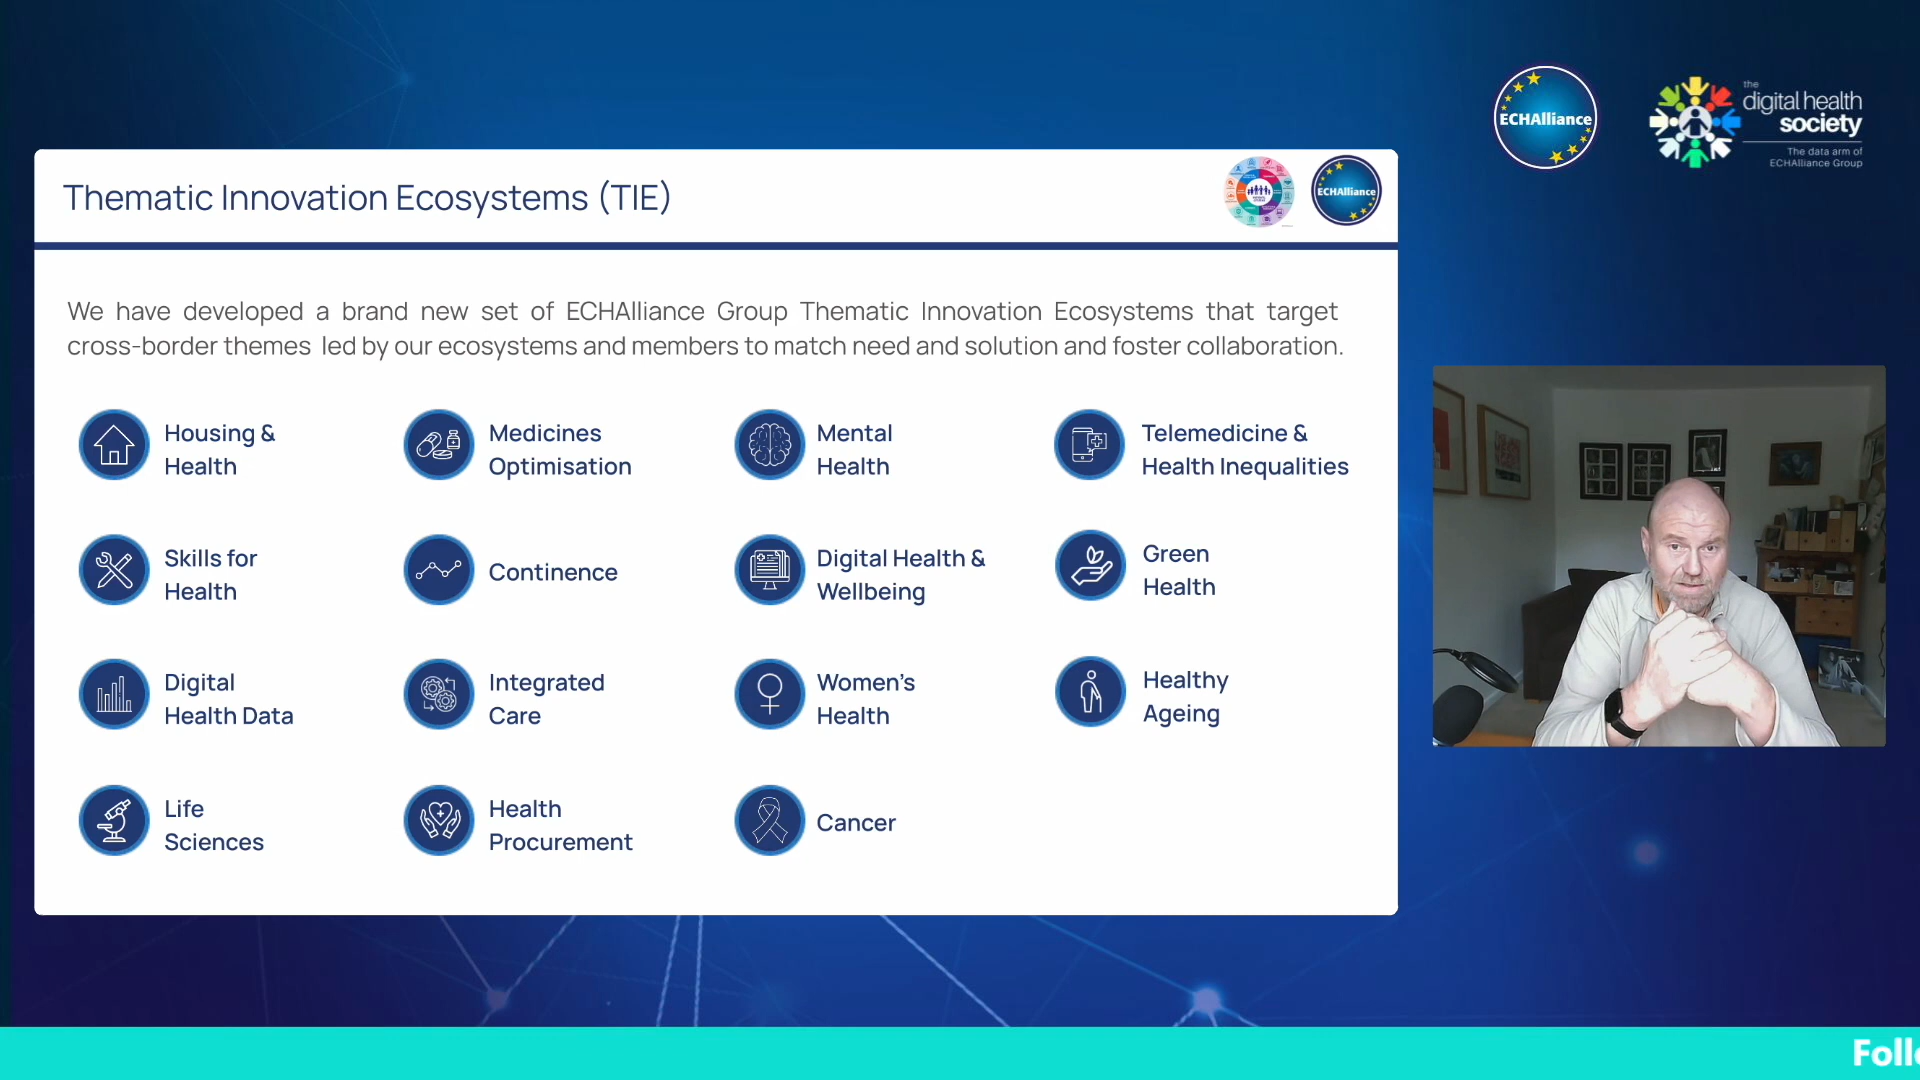 ECHAlliance
the
digital health
society
The data arm of
ECHAlliance Group
Thematic Innovation Ecosystems (TIE)
ECHAlliance
We have developed a brand new set of ECHAlliance Group Thematic Innovation Ecosystems that target
cross-border themes led by our ecosystems and members to match need and solution and foster collaboration.
Housing &
Health
Medicines
Optimisation
Mental
Health
Telemedicine &
Health Inequalities
Skills for
Health
Continence
Digital Health &
Wellbeing
Green
Health
Digital
Health Data
Integrated
Care
Women's
Health
Healthy
Ageing
Life
Sciences
Health
Procurement
Cancer